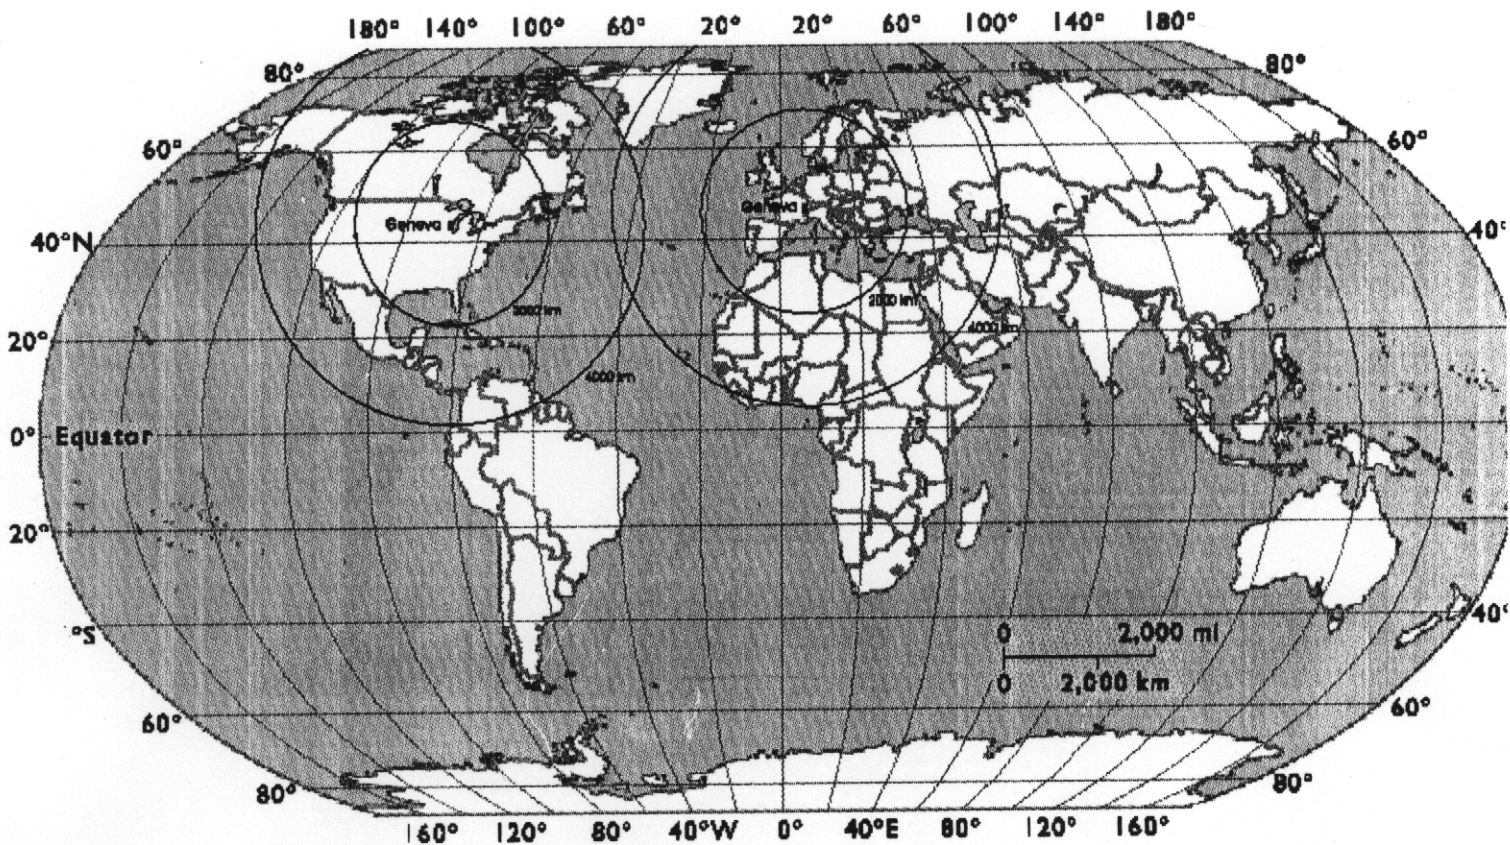 180° 140° 100° 60° 20° 20° 60° 100° 140° 180°
80° 80°
60° 60°
Geneva Geneva
40°N 40°
2000 km
2000 km
4000 km
20°
4000 km
0° Equator
20°
40°
°S
0 2,000 mi
0 2,000 km
60° 60°
80° 80°
160° 120° 80° 40°W 0° 40°E 80° 120° 160°